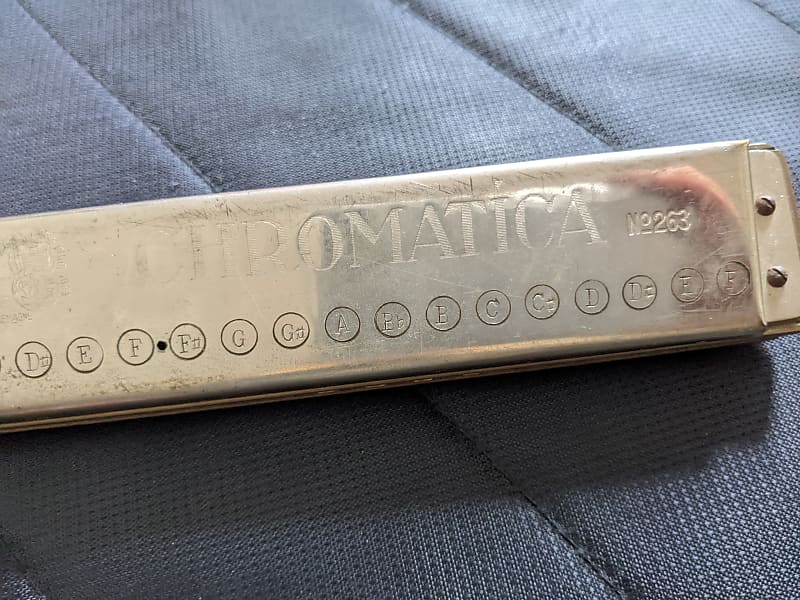 CHROMATICA No263
D# E F F# G G# A B♭ B C C# D D# E F